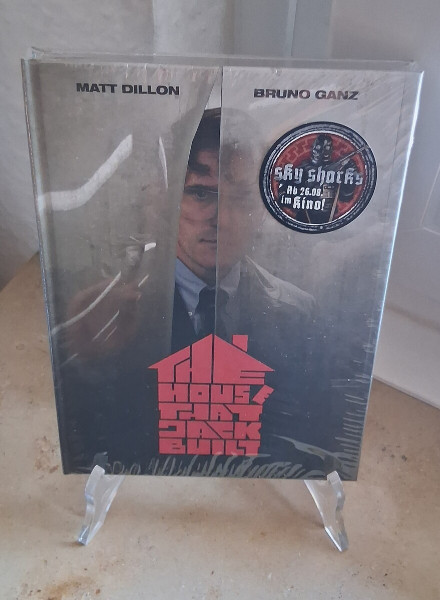 MATT DILLON
BRUNO GANZ
sky sharks
Ab 26.08.
im Kino!
THE
HOUSE
THAT
JACK
BUILT